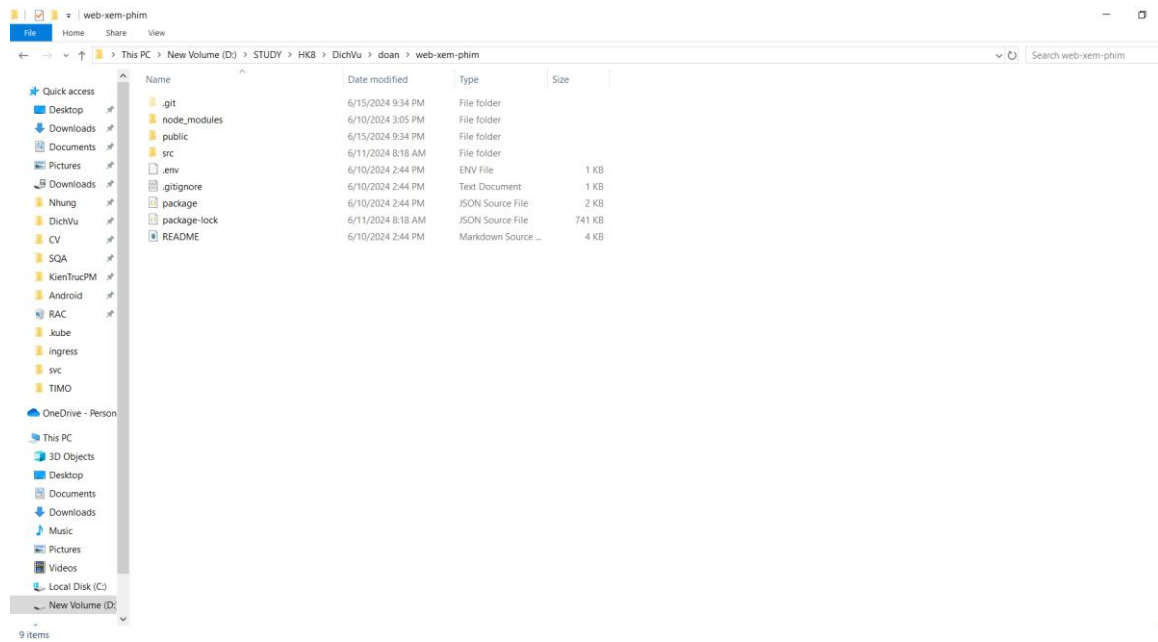 web-xem-phim
File Home Share View
This PC > New Volume (D:) > STUDY > HK8 > DichVu > doan > web-xem-phim
Search web-xem-phim
Name Date modified Type Size
Quick access
Desktop
Downloads
Documents
Pictures
Downloads
Nhung
DichVu
CV
SQA
KienTrucPM
Android
RAC
.kube
ingress
svc
TIMO
OneDrive - Person
This PC
3D Objects
Desktop
Documents
Downloads
Music
Pictures
Videos
Local Disk (C:)
New Volume (D:
.git 6/15/2024 9:34 PM File folder
node_modules 6/10/2024 3:05 PM File folder
public 6/15/2024 9:34 PM File folder
src 6/11/2024 8:18 AM File folder
.env 6/10/2024 2:44 PM ENV File 1 KB
.gitignore 6/10/2024 2:44 PM Text Document 1 KB
package 6/10/2024 2:44 PM JSON Source File 2 KB
package-lock 6/11/2024 8:18 AM JSON Source File 741 KB
README 6/10/2024 2:44 PM Markdown Source ... 4 KB
9 items